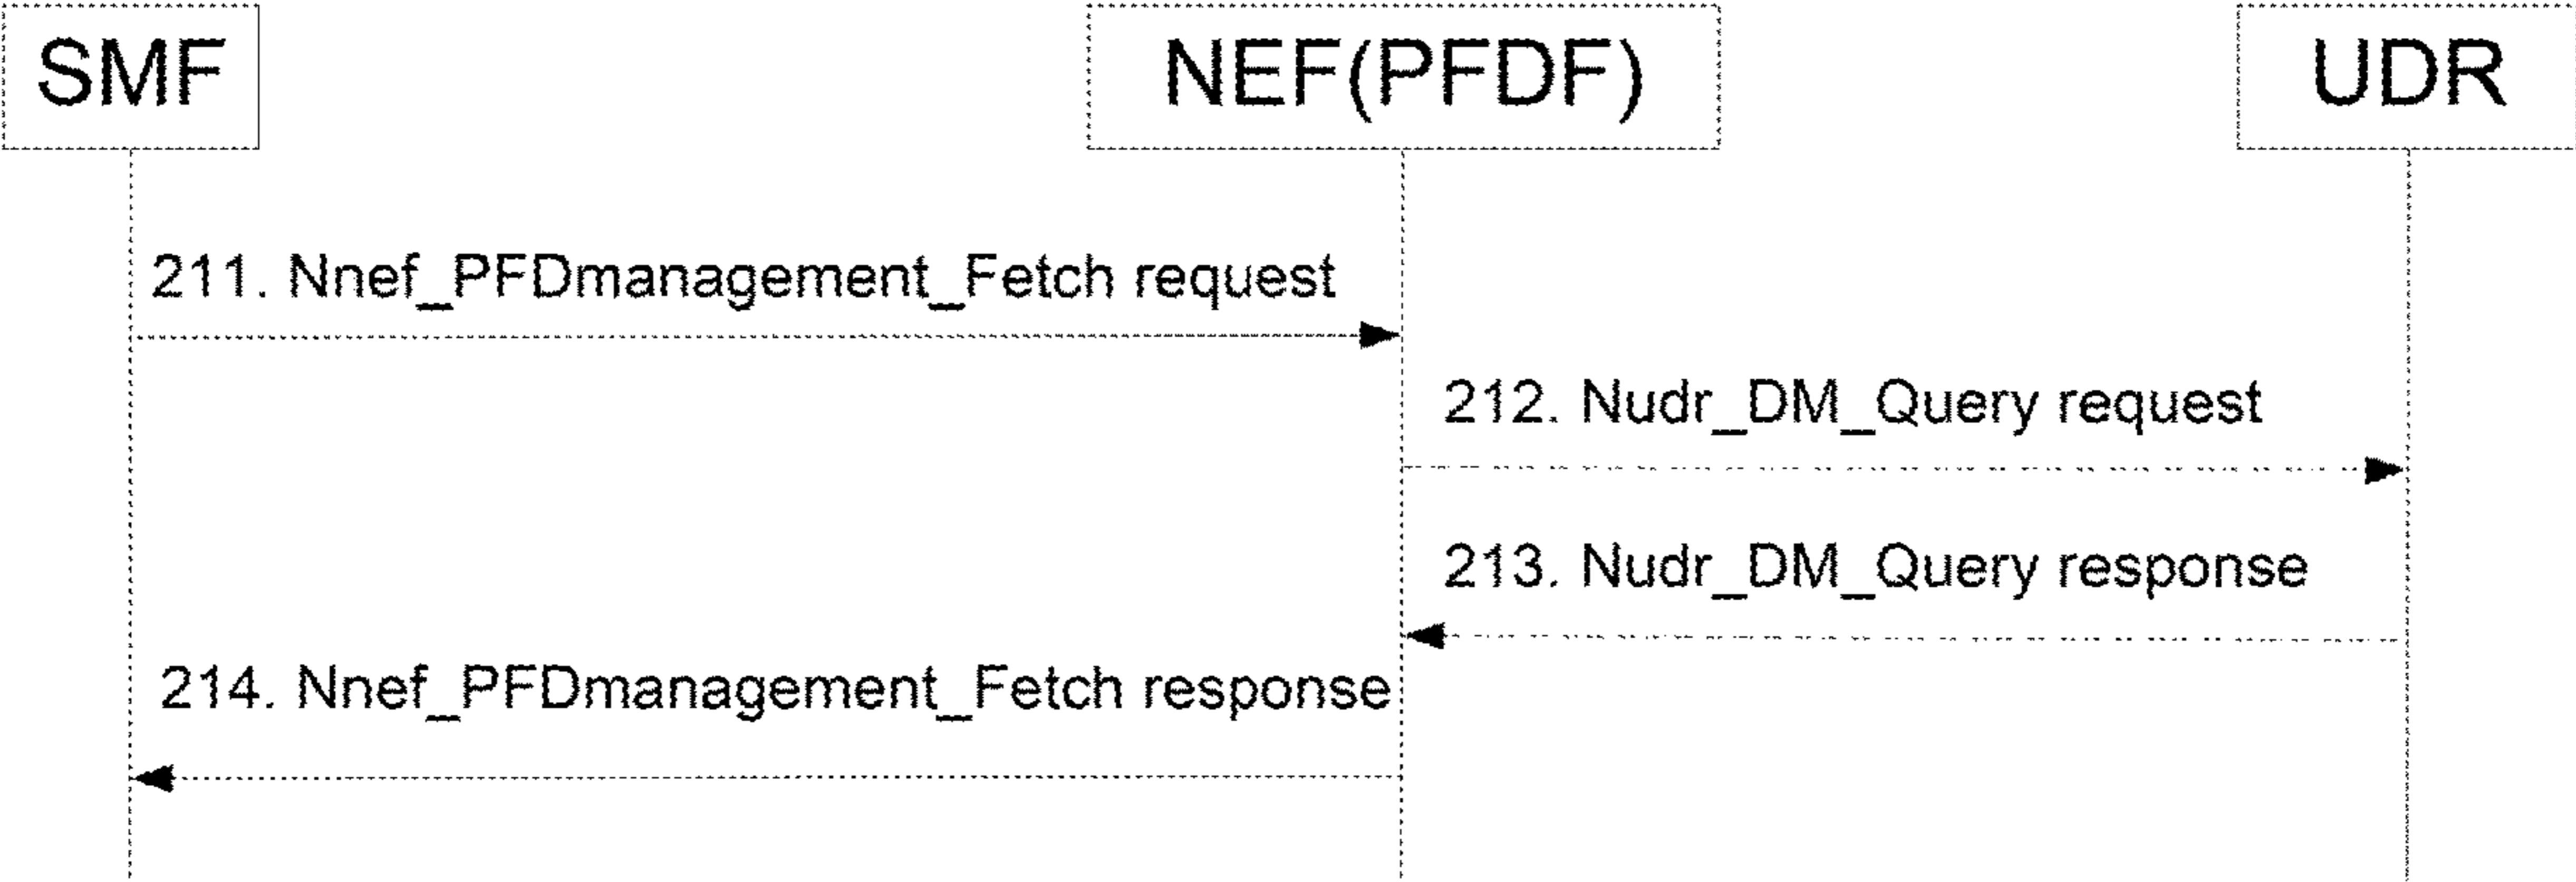 SMF
NEF(PFDF)
UDR
211. Nnef_PFDmanagement_Fetch request
212. Nudr_DM_Query request
213. Nudr_DM_Query response
214. Nnef_PFDmanagement_Fetch response